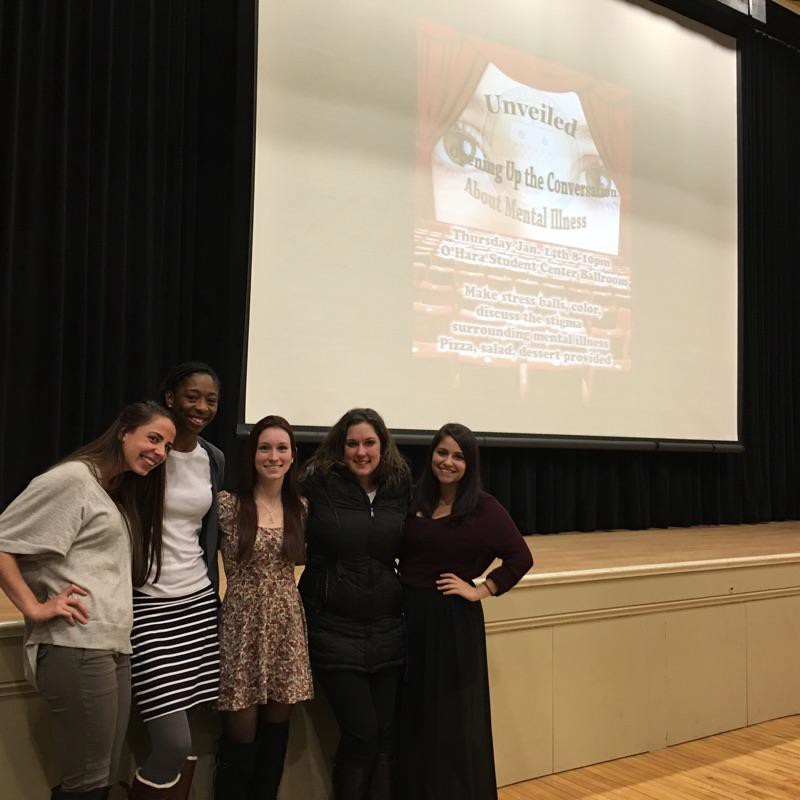 Unveiled
Opening Up the Conversation
About Mental Illness
Thursday Jan. 14th 8-10pm
O'Hara Student Center Ballroom
Make stress balls, color,
discuss the stigma
surrounding mental illness
Pizza, salad, dessert provided